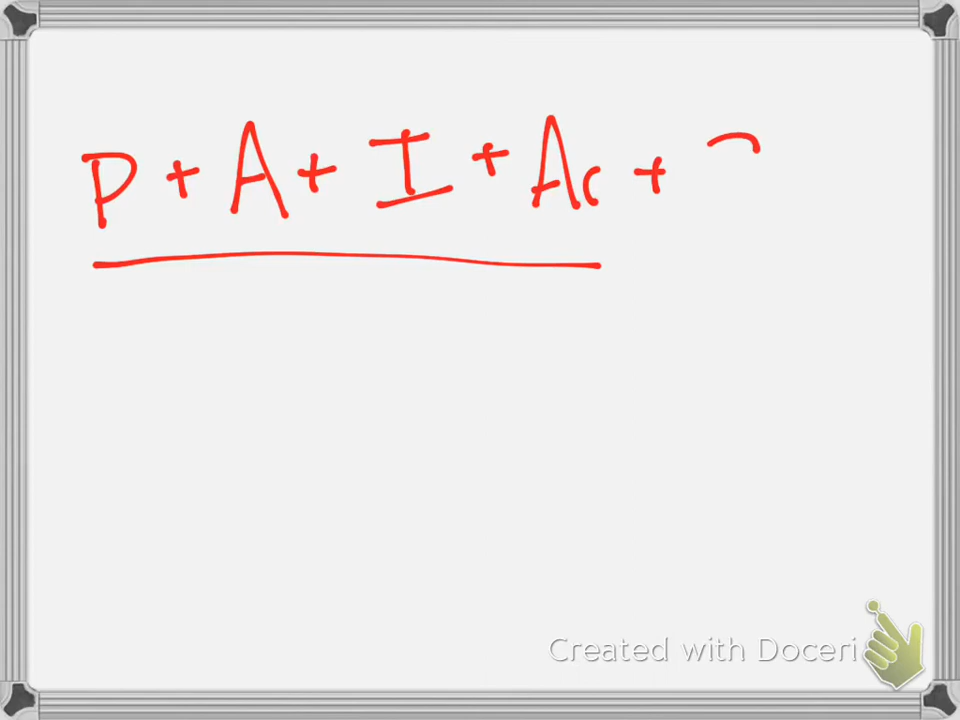 P + A + I + Ac +
Created with Doceri